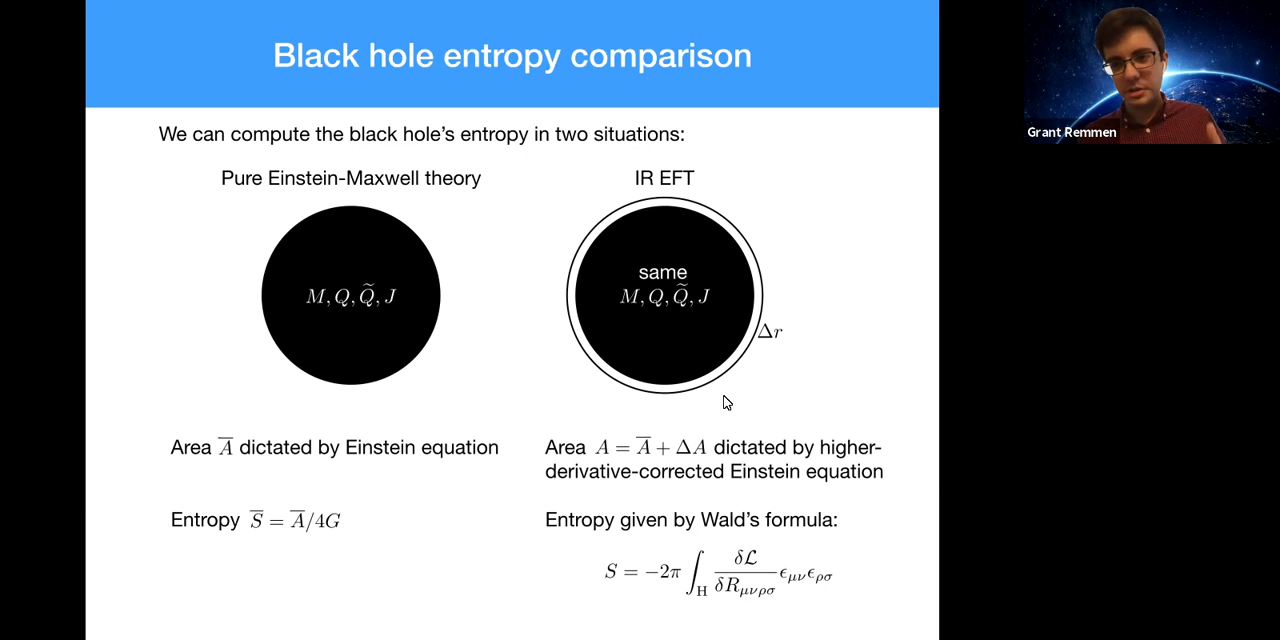 Black hole entropy comparison
Grant Remmen
We can compute the black hole's entropy in two situations:
Pure Einstein-Maxwell theory
IR EFT
M, Q, Q̃, J
same
M, Q, Q̃, J
Δr
Area A̅ dictated by Einstein equation
Area A = A̅ + ΔA dictated by higher-
derivative-corrected Einstein equation
Entropy S̅ = A̅/4G
Entropy given by Wald's formula:
S = −2π ∫_H δℒ/δR_μνρσ ϵ_μν ϵ_ρσ